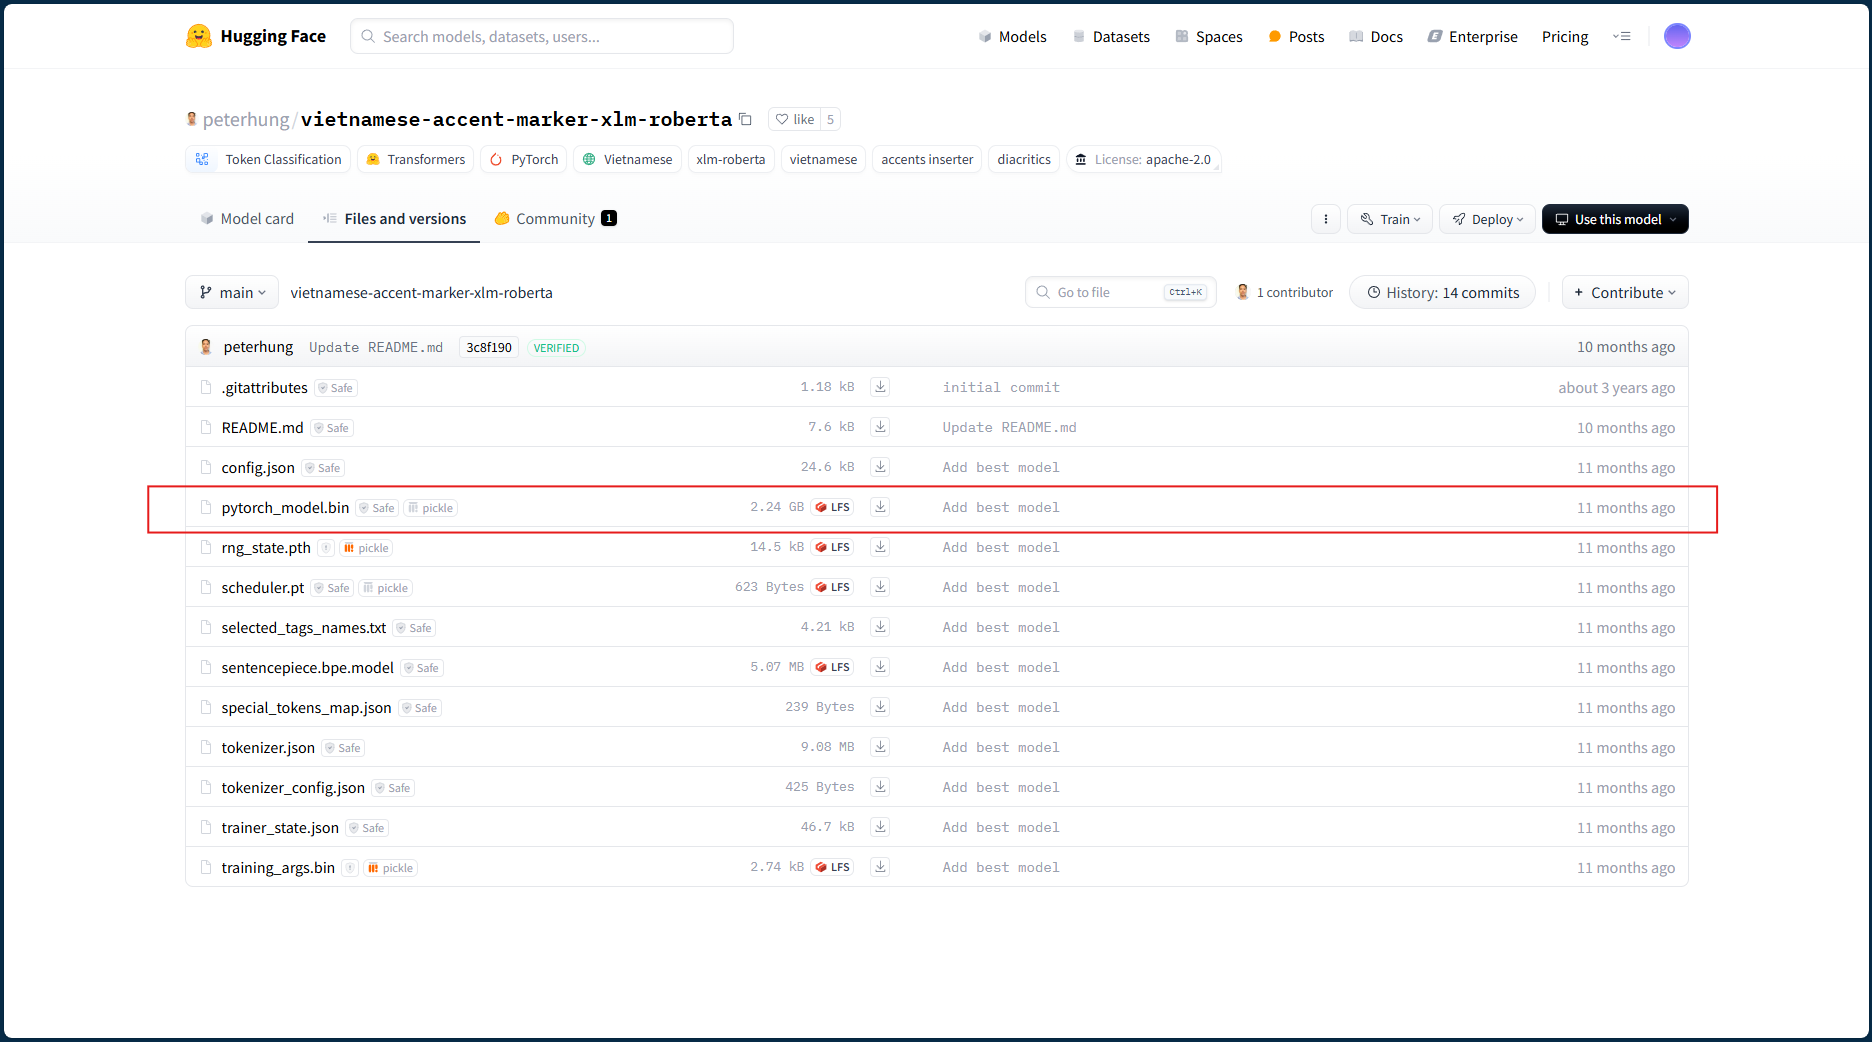 Hugging Face
Search models, datasets, users...
Models
Datasets
Spaces
Posts
Docs
Enterprise
Pricing
peterhung/vietnamese-accent-marker-xlm-roberta
like 5
Token Classification
Transformers
PyTorch
Vietnamese
xlm-roberta
vietnamese
accents inserter
diacritics
License: apache-2.0
Model card
Files and versions
Community 1
Train
Deploy
Use this model
main
vietnamese-accent-marker-xlm-roberta
Go to file Ctrl+K
1 contributor
History: 14 commits
+ Contribute
peterhung Update README.md 3c8f190 VERIFIED 10 months ago
.gitattributes Safe 1.18 kB initial commit about 3 years ago
README.md Safe 7.6 kB Update README.md 10 months ago
config.json Safe 24.6 kB Add best model 11 months ago
pytorch_model.bin Safe pickle 2.24 GB LFS Add best model 11 months ago
rng_state.pth pickle 14.5 kB LFS Add best model 11 months ago
scheduler.pt Safe pickle 623 Bytes LFS Add best model 11 months ago
selected_tags_names.txt Safe 4.21 kB Add best model 11 months ago
sentencepiece.bpe.model Safe 5.07 MB LFS Add best model 11 months ago
special_tokens_map.json Safe 239 Bytes Add best model 11 months ago
tokenizer.json Safe 9.08 MB Add best model 11 months ago
tokenizer_config.json Safe 425 Bytes Add best model 11 months ago
trainer_state.json Safe 46.7 kB Add best model 11 months ago
training_args.bin pickle 2.74 kB LFS Add best model 11 months ago